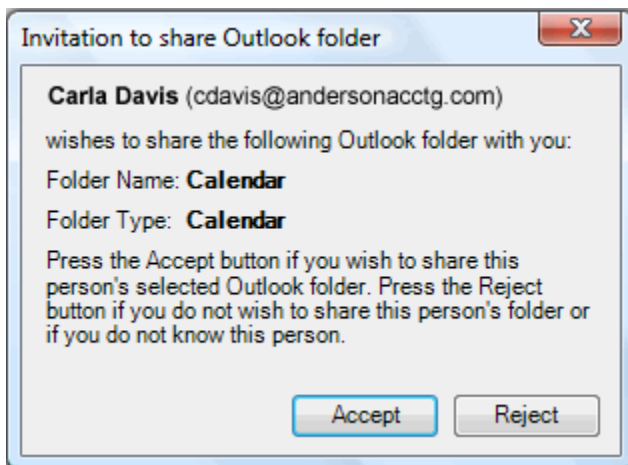 Invitation to share Outlook folder
Carla Davis (cdavis@andersonacctg.com)
wishes to share the following Outlook folder with you:
Folder Name: Calendar
Folder Type: Calendar
Press the Accept button if you wish to share this
person's selected Outlook folder. Press the Reject
button if you do not wish to share this person's folder or
if you do not know this person.
Accept Reject